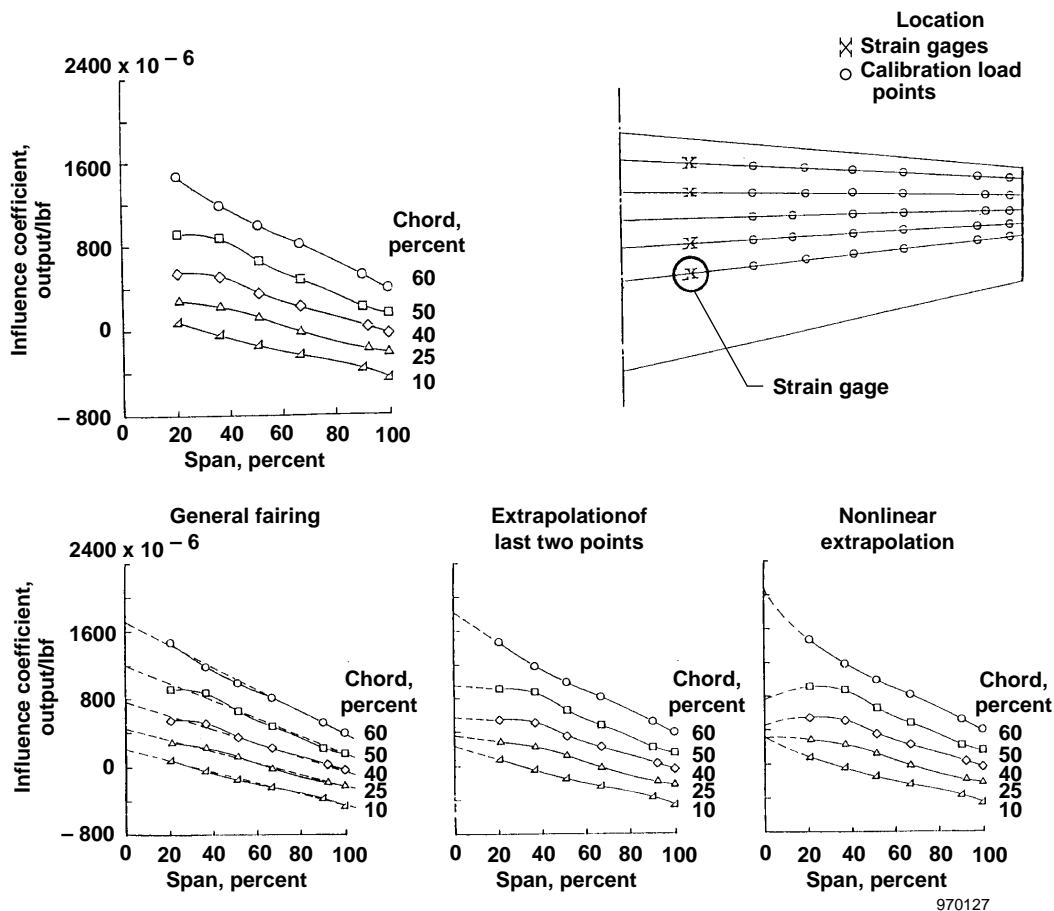 Location
Strain gages
Calibration load
points
2400 x 10 – 6
1600
800
0
– 800
Influence coefficient,
output/lbf
0 20 40 60 80 100
Span, percent
Chord,
percent
60
50
40
25
10
Strain gage
General fairing
2400 x 10 – 6
1600
800
0
– 800
Influence coefficient,
output/lbf
0 20 40 60 80 100
Span, percent
Chord,
percent
60
50
40
25
10
Extrapolationof
last two points
0 20 40 60 80 100
Span, percent
Chord,
percent
60
50
40
25
10
Nonlinear
extrapolation
0 20 40 60 80 100
Span, percent
Chord,
percent
60
50
40
25
10
970127